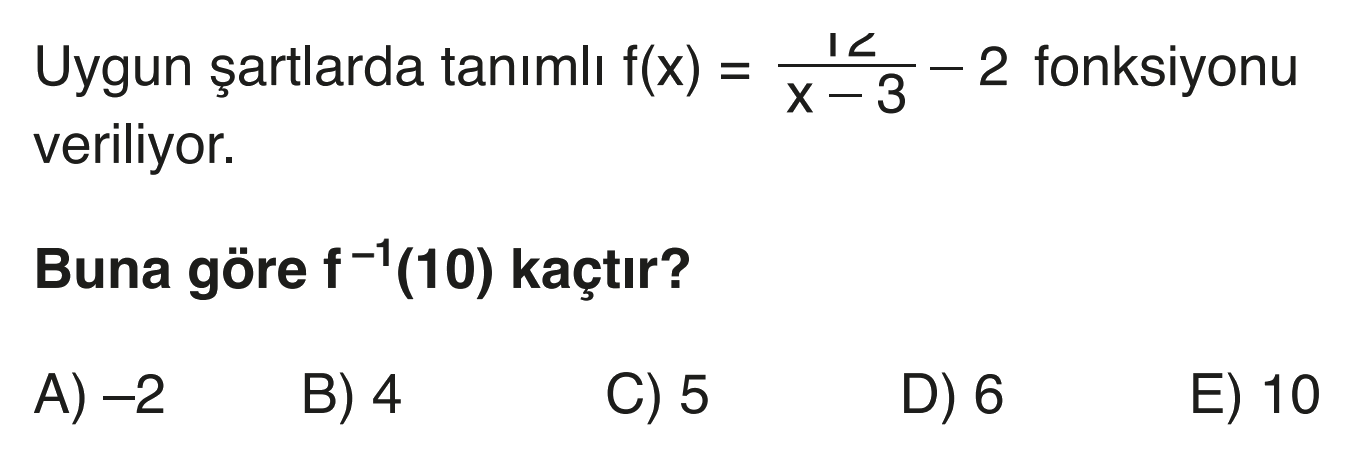 Uygun şartlarda tanımlı f(x) = 12/(x – 3) – 2 fonksiyonu
veriliyor.
Buna göre f⁻¹(10) kaçtır?
A) –2 B) 4 C) 5 D) 6 E) 10